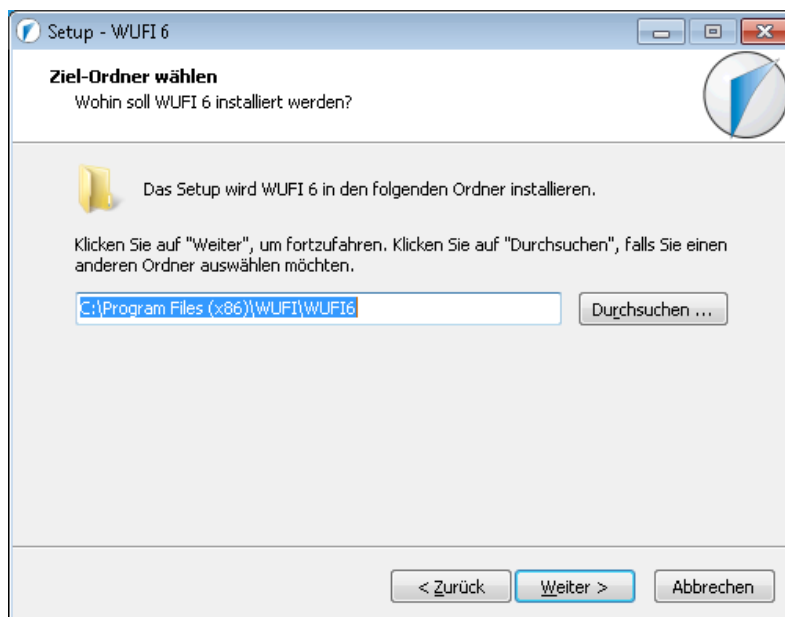 Setup - WUFI 6
Ziel-Ordner wählen
Wohin soll WUFI 6 installiert werden?
Das Setup wird WUFI 6 in den folgenden Ordner installieren.
Klicken Sie auf "Weiter", um fortzufahren. Klicken Sie auf "Durchsuchen", falls Sie einen
anderen Ordner auswählen möchten.
C:\Program Files (x86)\WUFI\WUFI6
Durchsuchen ...
< Zurück
Weiter >
Abbrechen